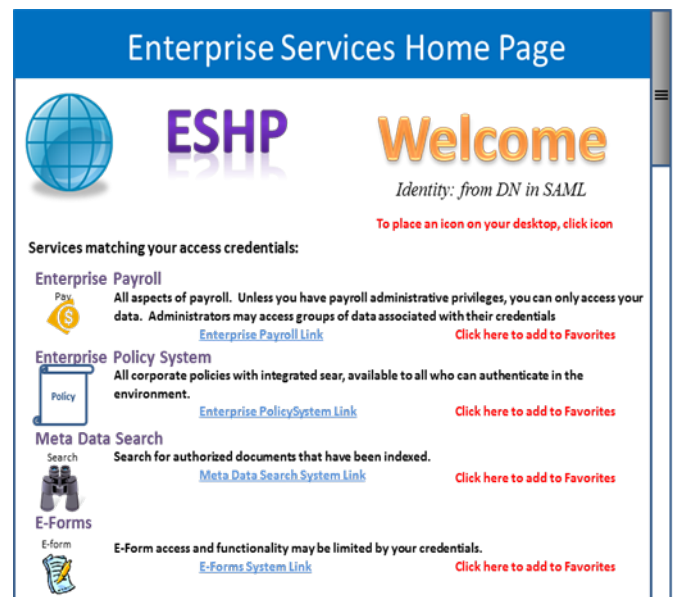 Enterprise Services Home Page
ESHP
Welcome
Identity: from DN in SAML
To place an icon on your desktop, click icon
Services matching your access credentials:
Enterprise Payroll
Pay
All aspects of payroll. Unless you have payroll administrative privileges, you can only access your
data. Administrators may access groups of data associated with their credentials
Enterprise Payroll Link Click here to add to Favorites
Enterprise Policy System
All corporate policies with integrated sear, available to all who can authenticate in the
Policy
environment.
Enterprise PolicySystem Link Click here to add to Favorites
Meta Data Search
Search
Search for authorized documents that have been indexed.
Meta Data Search System Link Click here to add to Favorites
E-Forms
E-form
E-Form access and functionality may be limited by your credentials.
E-Forms System Link Click here to add to Favorites